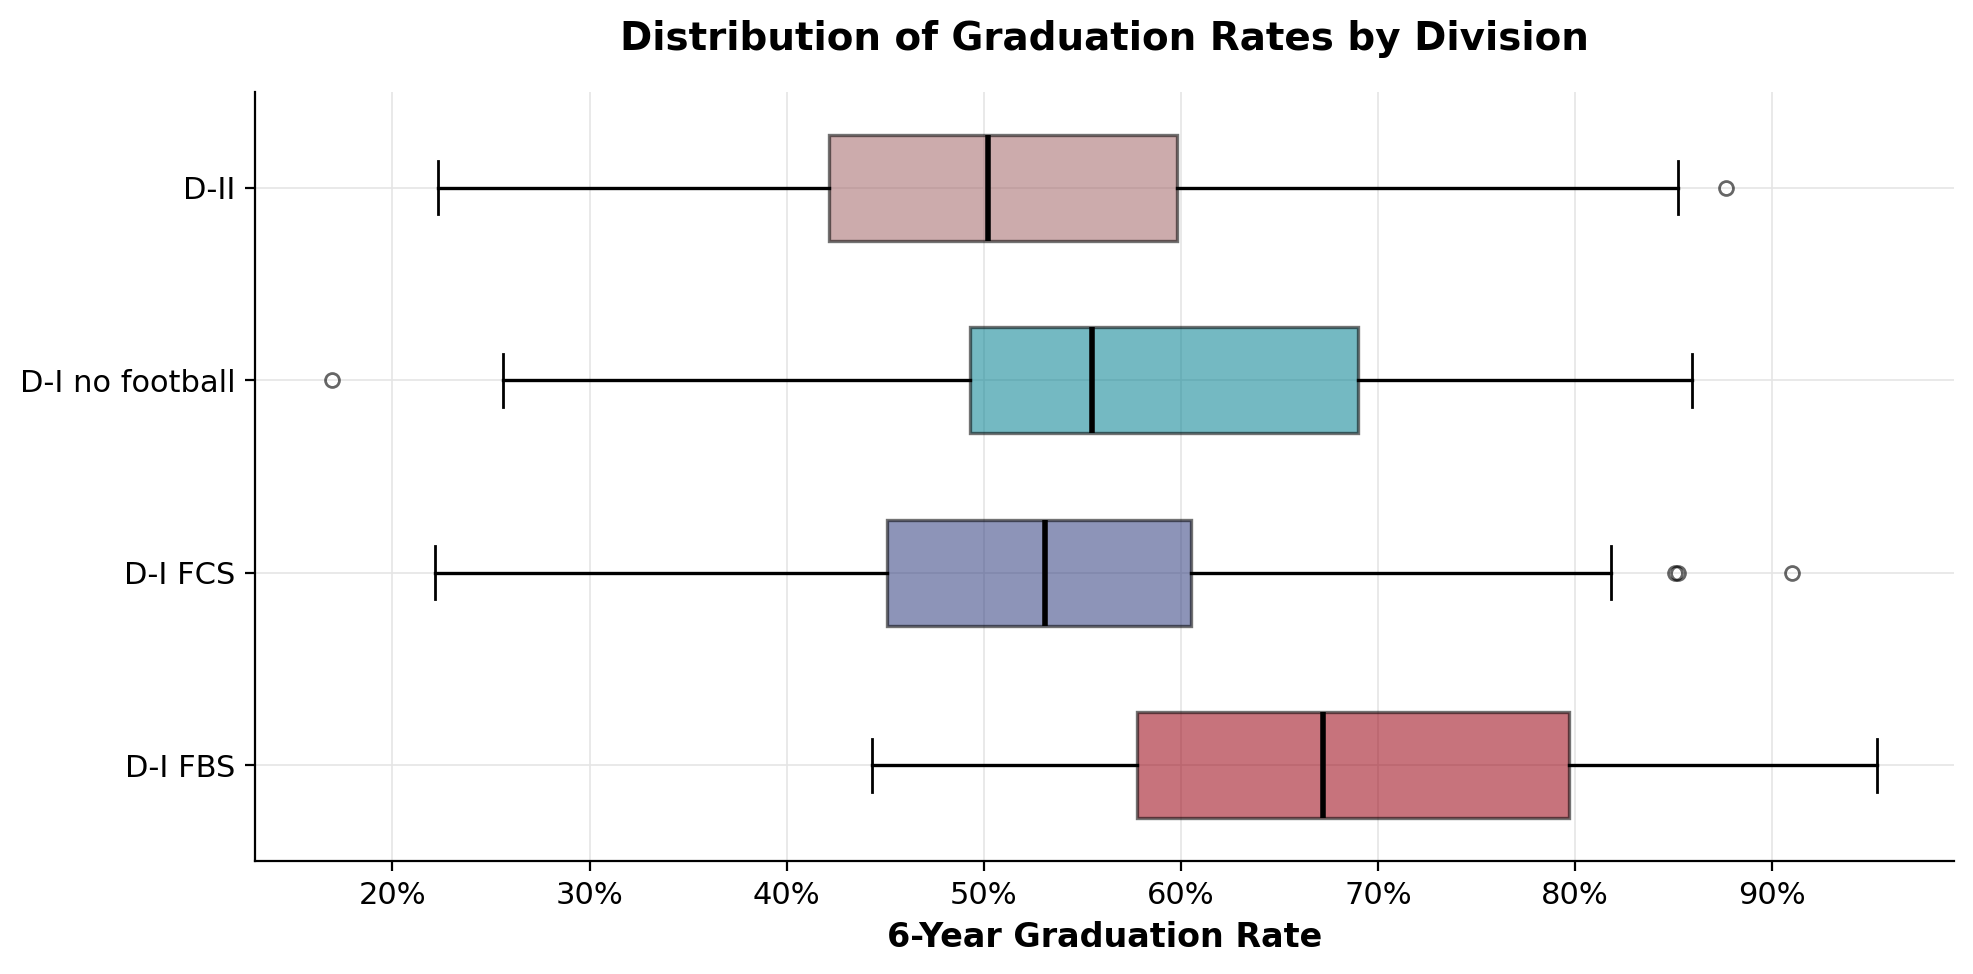 Distribution of Graduation Rates by Division
D-II
D-I no football
D-I FCS
D-I FBS
20% 30% 40% 50% 60% 70% 80% 90%
6-Year Graduation Rate